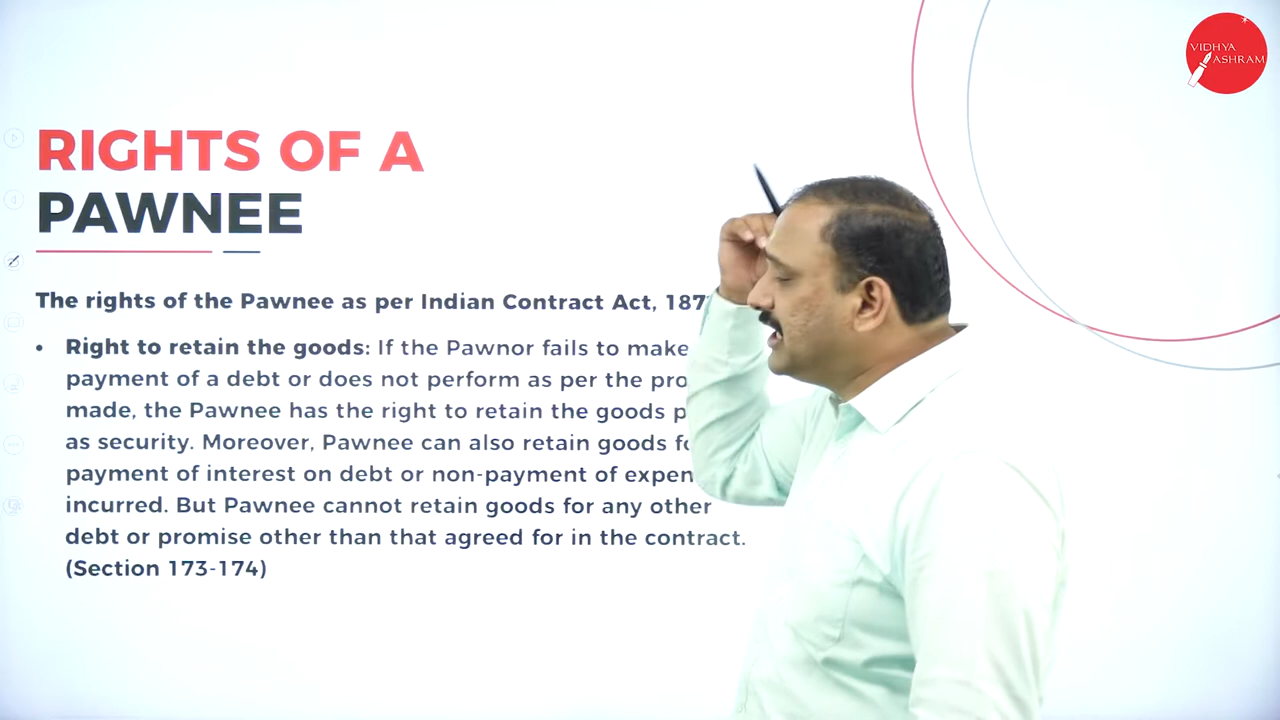 VIDHYA
ASHRAM
RIGHTS OF A
PAWNEE
The rights of the Pawnee as per Indian Contract Act,
• Right to retain the goods: If the Pawnor fails to make
payment of a debt or does not perform as per the
made, the Pawnee has the right to retain the goods
as security. Moreover, Pawnee can also retain goods
payment of interest on debt or non-payment of
incurred. But Pawnee cannot retain goods for any other
debt or promise other than that agreed for in the contract.
(Section 173-174)